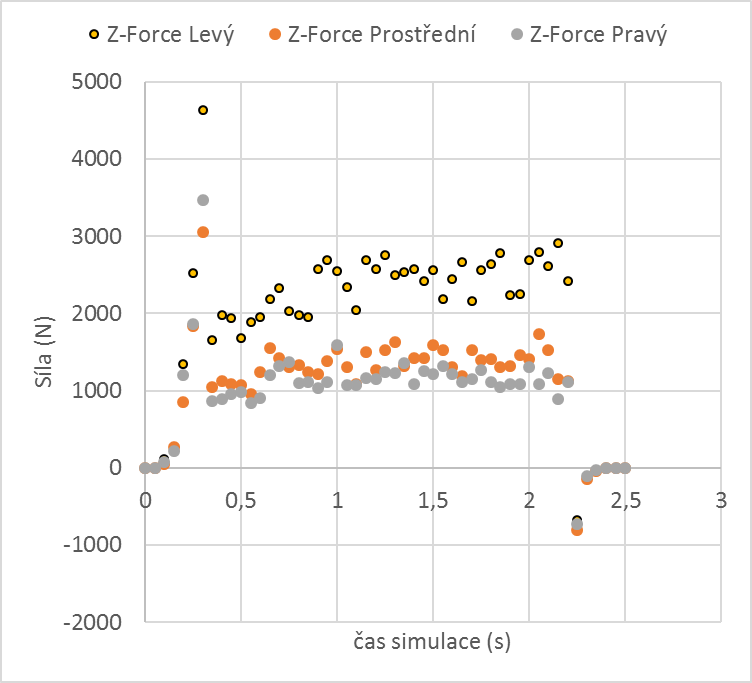 Z-Force Levý Z-Force Prostřední Z-Force Pravý
5000
4000
3000
2000
1000
0
-1000
-2000
0 0,5 1 1,5 2 2,5 3
Síla (N)
čas simulace (s)